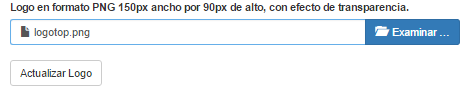 Logo en formato PNG 150px ancho por 90px de alto, con efecto de transparencia.
logotop.png Examinar ...
Actualizar Logo